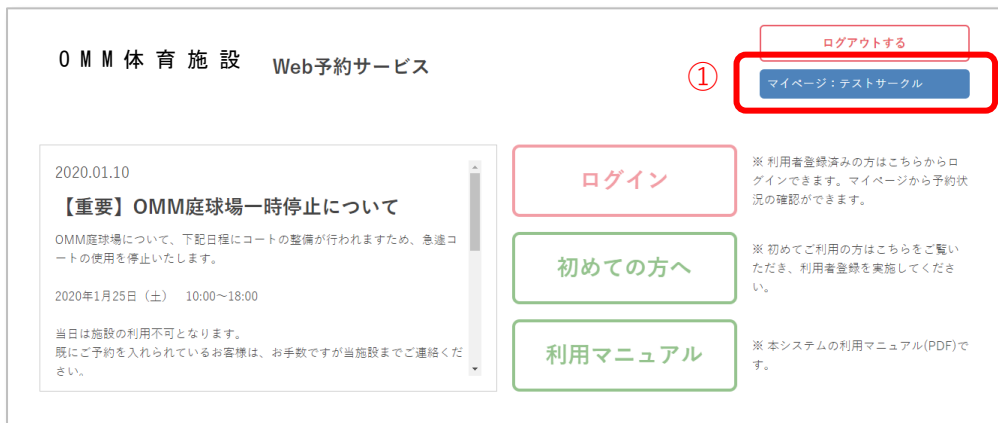 OMM体育施設 Web予約サービス
ログアウトする
①
マイページ：テストサークル
2020.01.10
【重要】OMM庭球場一時停止について
OMM庭球場について、下記日程にコートの整備が行われますため、急遽コ
ートの使用を停止いたします。
2020年1月25日（土）　10:00～18:00
当日は施設の利用不可となります。
既にご予約を入れられているお客様は、お手数ですが当施設までご連絡くだ
さい。
ログイン
※ 利用者登録済みの方はこちらからロ
グインできます。マイページから予約状
況の確認ができます。
初めての方へ
※ 初めてご利用の方はこちらをご覧い
ただき、利用者登録を実施してくださ
い。
利用マニュアル
※ 本システムの利用マニュアル(PDF)で
す。